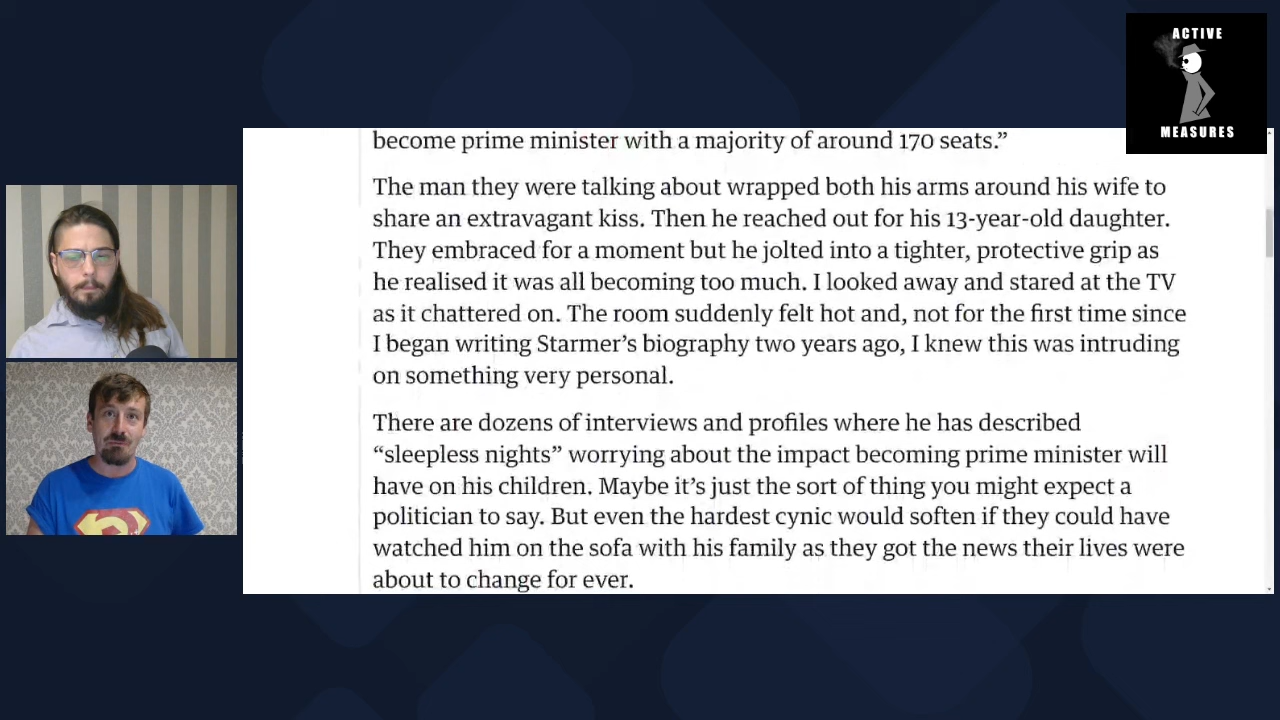 ACTIVE
MEASURES
become prime minister with a majority of around 170 seats.”
The man they were talking about wrapped both his arms around his wife to
share an extravagant kiss. Then he reached out for his 13-year-old daughter.
They embraced for a moment but he jolted into a tighter, protective grip as
he realised it was all becoming too much. I looked away and stared at the TV
as it chattered on. The room suddenly felt hot and, not for the first time since
I began writing Starmer’s biography two years ago, I knew this was intruding
on something very personal.
There are dozens of interviews and profiles where he has described
“sleepless nights” worrying about the impact becoming prime minister will
have on his children. Maybe it’s just the sort of thing you might expect a
politician to say. But even the hardest cynic would soften if they could have
watched him on the sofa with his family as they got the news their lives were
about to change for ever.